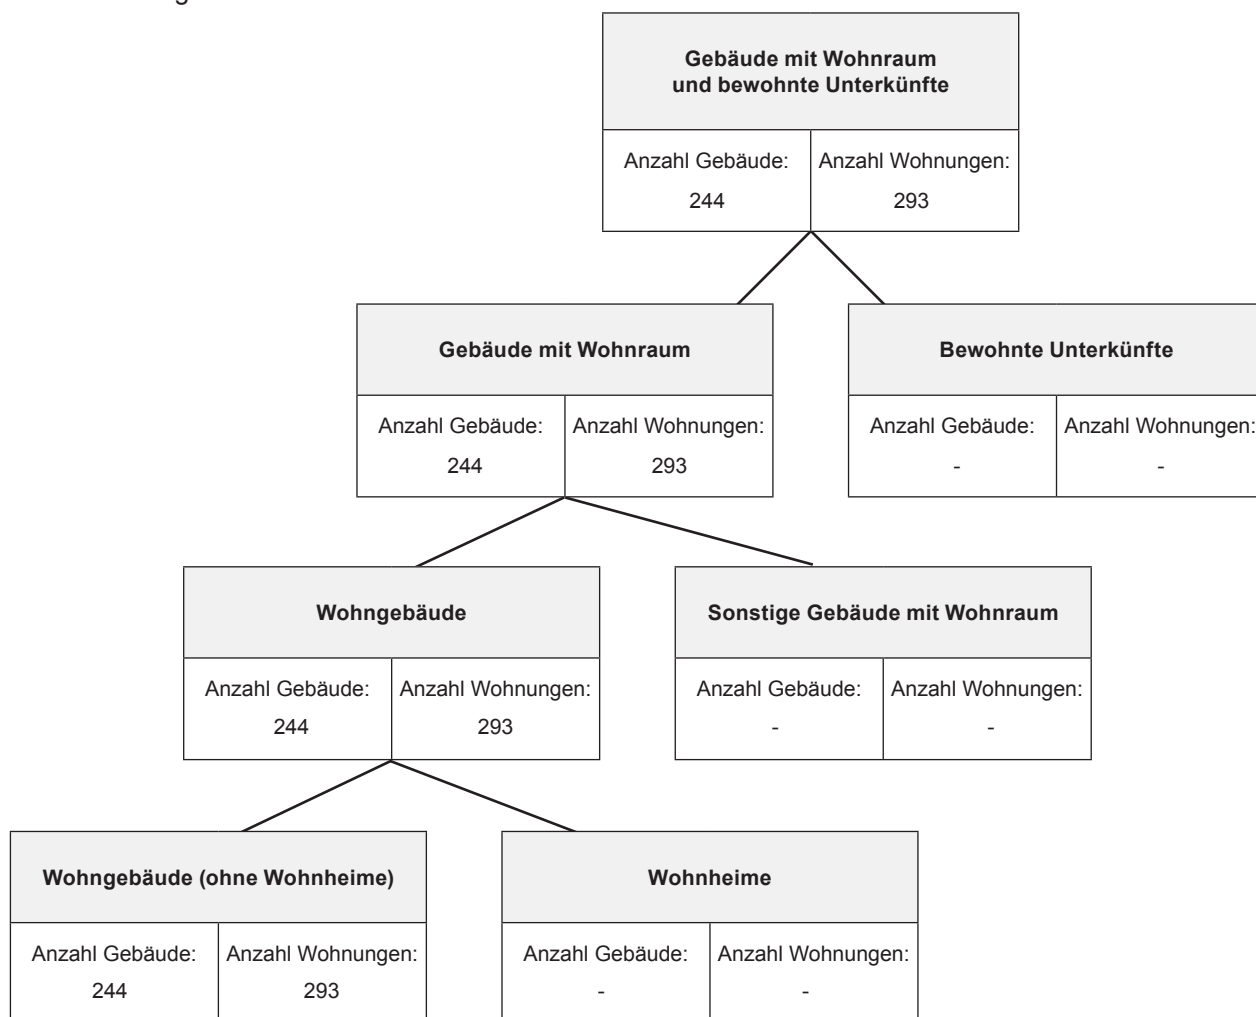 Gebäude mit Wohnraum
und bewohnte Unterkünfte
Anzahl Gebäude: Anzahl Wohnungen:
244 293
Gebäude mit Wohnraum
Bewohnte Unterkünfte
Anzahl Gebäude: Anzahl Wohnungen:
244 293
Anzahl Gebäude: Anzahl Wohnungen:
- -
Wohngebäude
Sonstige Gebäude mit Wohnraum
Anzahl Gebäude: Anzahl Wohnungen:
244 293
Anzahl Gebäude: Anzahl Wohnungen:
- -
Wohngebäude (ohne Wohnheime)
Wohnheime
Anzahl Gebäude: Anzahl Wohnungen:
244 293
Anzahl Gebäude: Anzahl Wohnungen:
- -